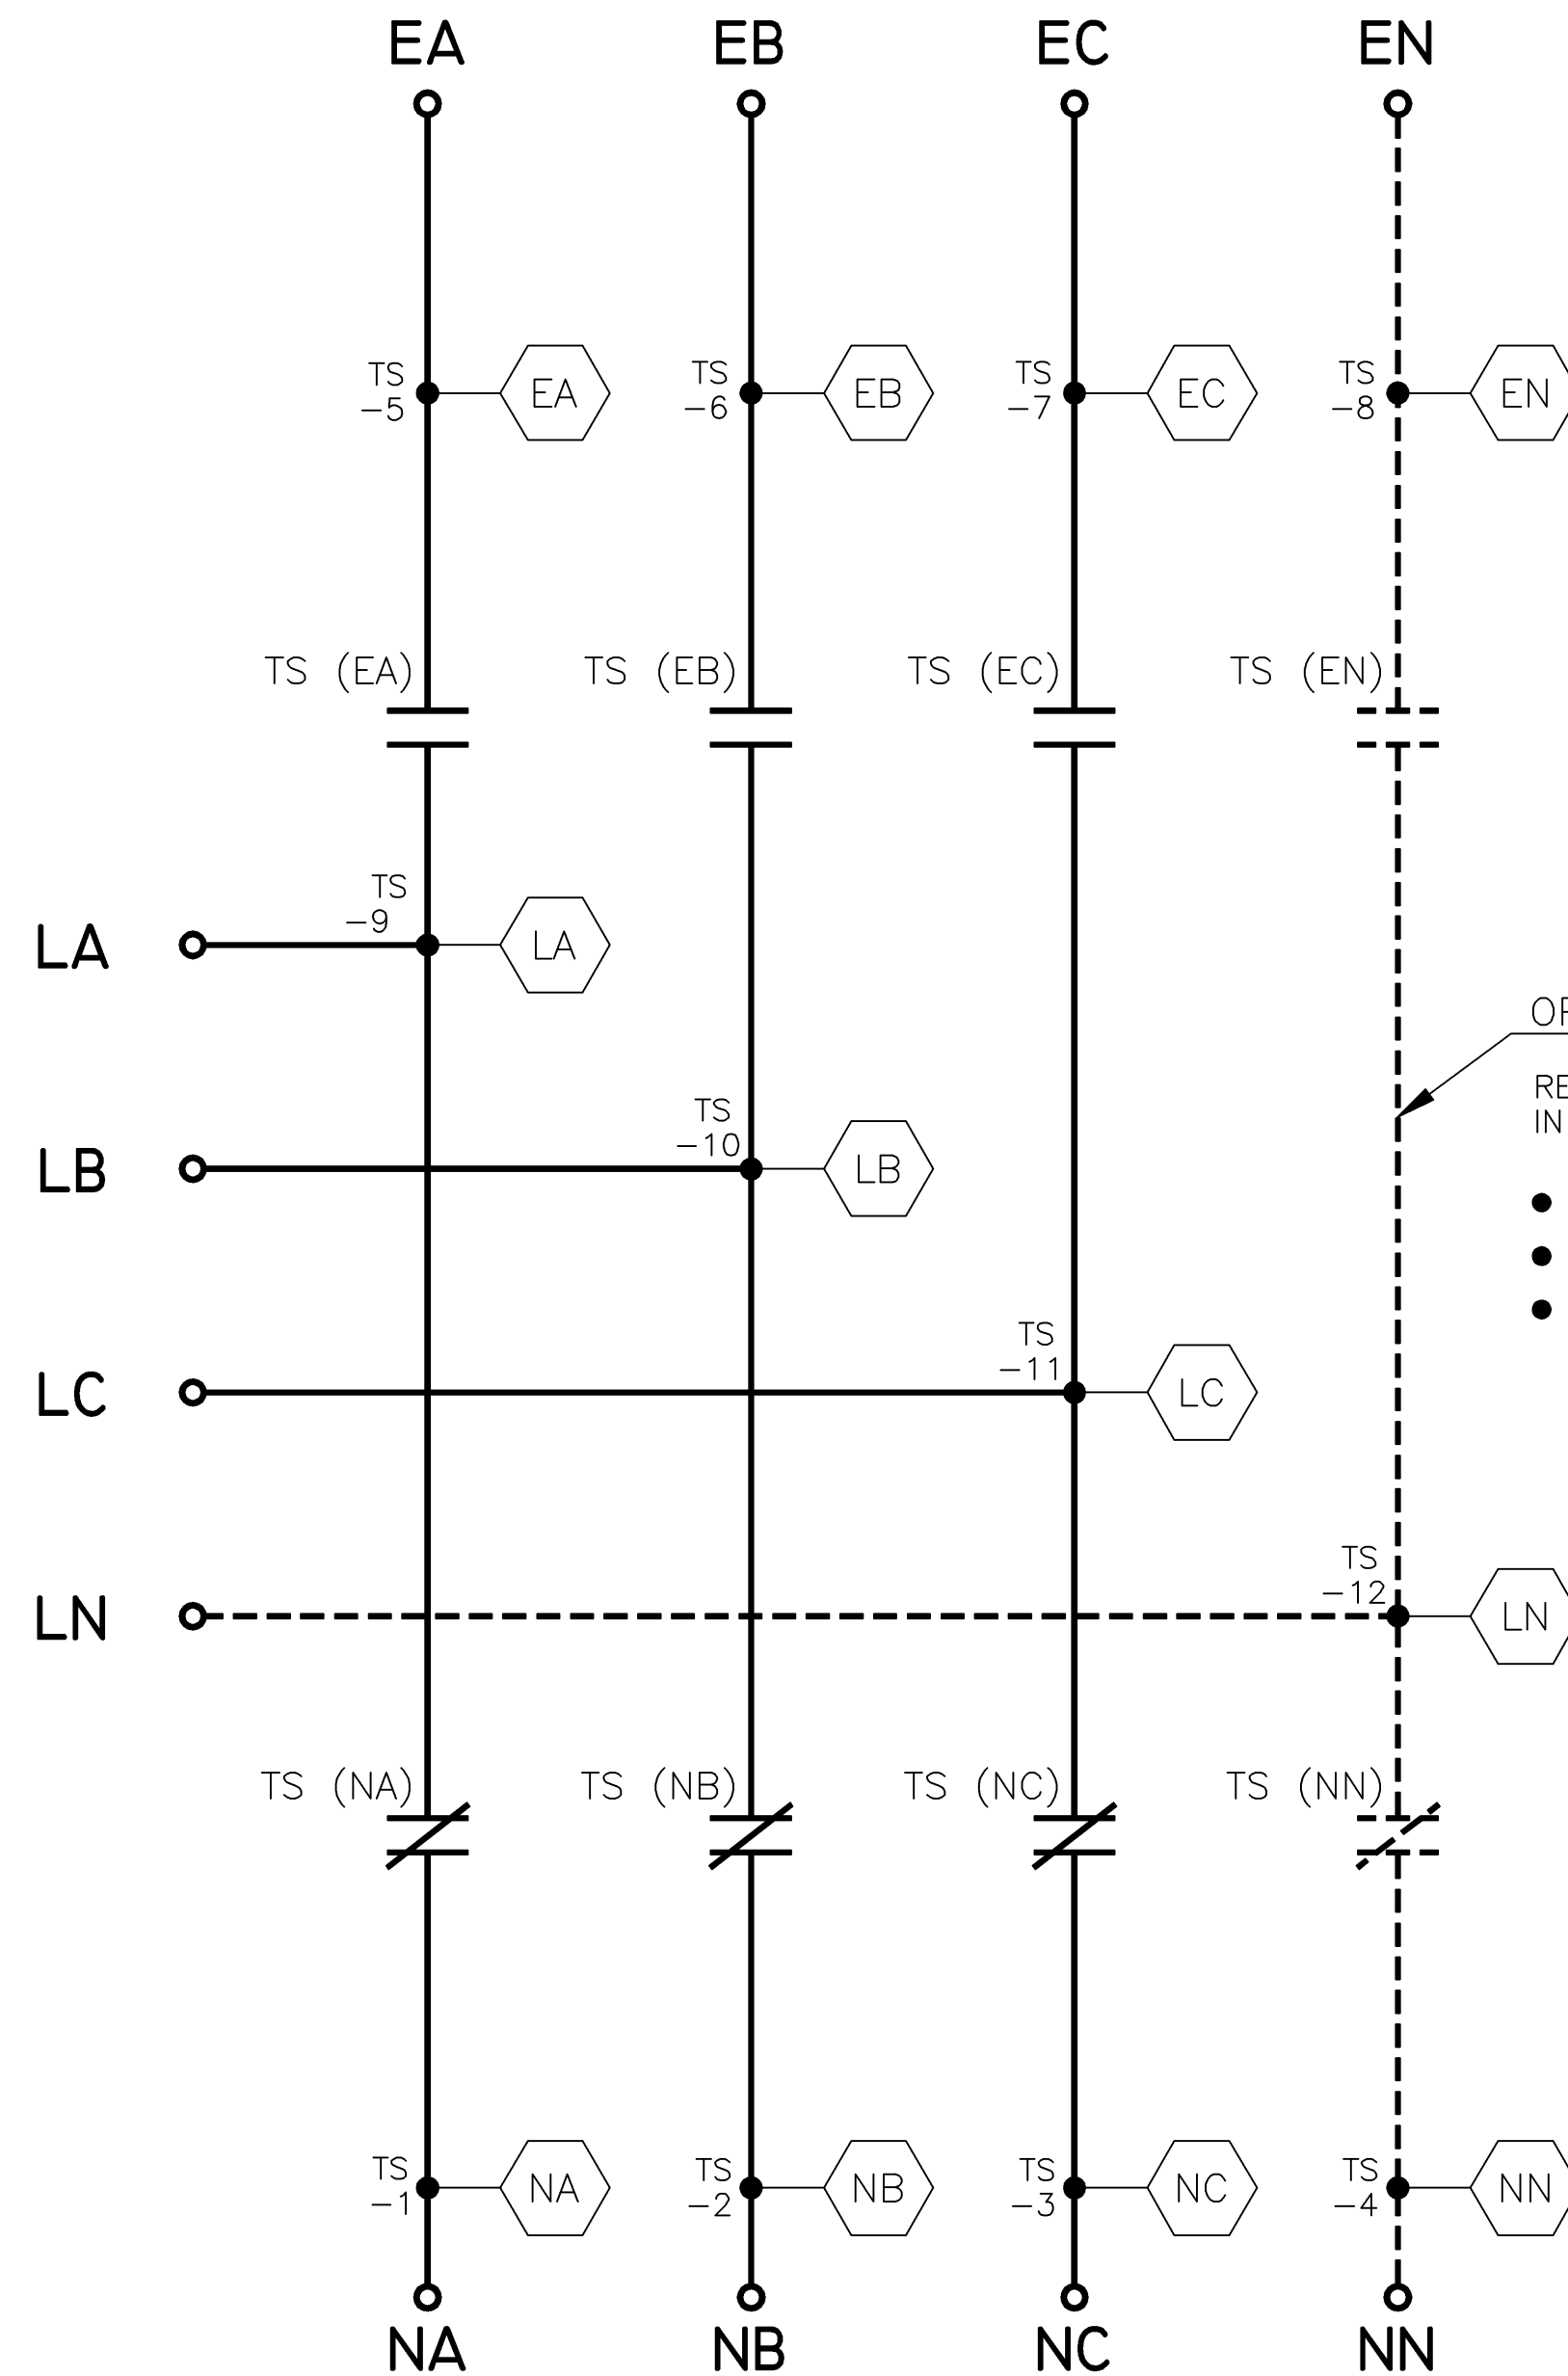 EA EB EC EN
TS TS TS TS
-5 EA -6 EB -7 EC -8 EN
TS (EA) TS (EB) TS (EC) TS (EN)
TS
-9
LA LA
TS
-10
LB LB
IN
TS
-11
LC LC
TS
-12
LN LN
TS (NA) TS (NB) TS (NC) TS (NN)
TS TS TS TS
-1 NA -2 NB -3 NC -4 NN
NA NB NC NN